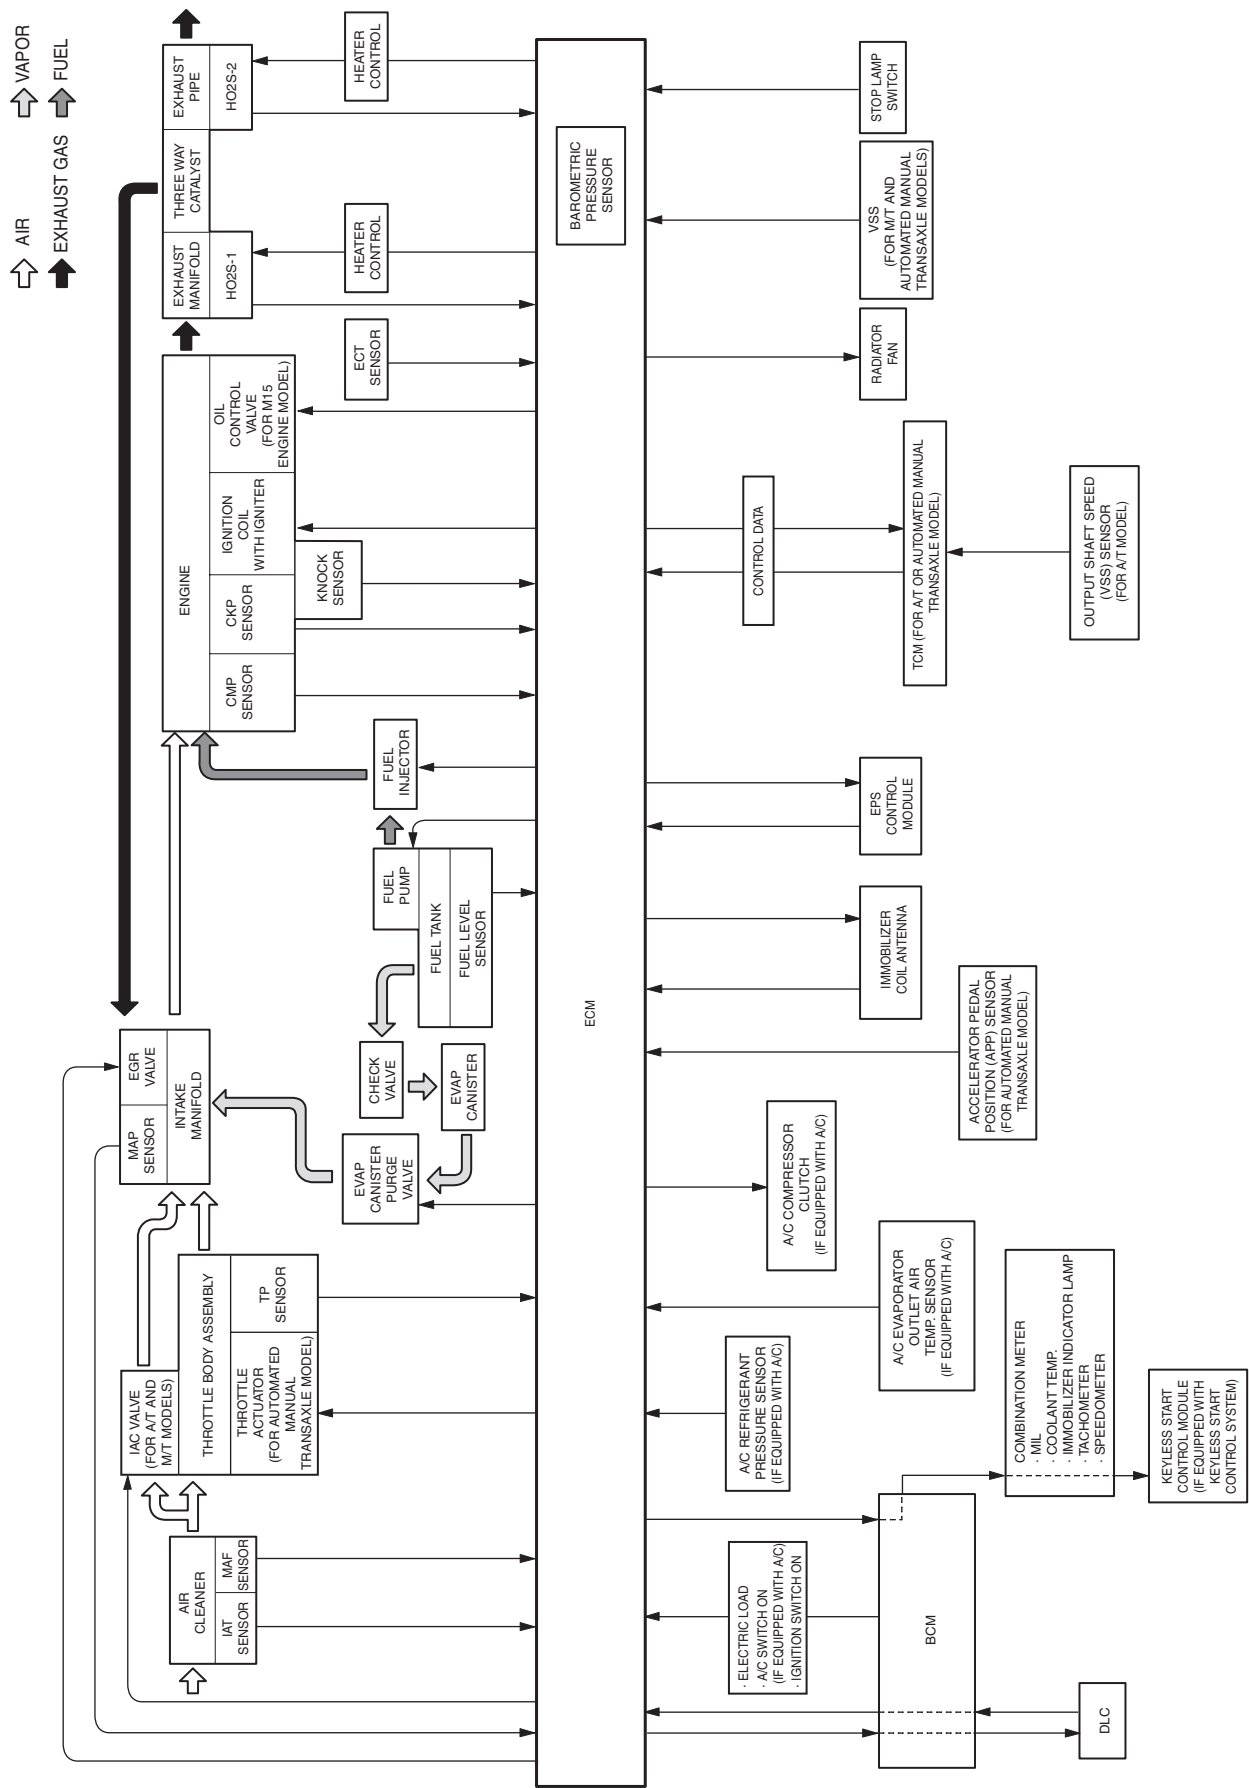 AIR
VAPOR
EXHAUST GAS
FUEL
AIR
CLEANER
IAT
SENSOR
MAF
SENSOR
IAC VALVE
(FOR A/T AND
M/T MODELS)
THROTTLE BODY ASSEMBLY
THROTTLE
ACTUATOR
(FOR AUTOMATED
MANUAL
TRANSAXLE MODEL)
TP
SENSOR
MAP
SENSOR
EGR
VALVE
INTAKE
MANIFOLD
EVAP
CANISTER
PURGE
VALVE
CHECK
VALVE
EVAP
CANISTER
FUEL
PUMP
FUEL TANK
FUEL LEVEL
SENSOR
FUEL
INJECTOR
ENGINE
CMP
SENSOR
CKP
SENSOR
IGNITION
COIL
WITH IGNITER
OIL
CONTROL
VALVE
(FOR M15
ENGINE MODEL)
KNOCK
SENSOR
ECT
SENSOR
EXHAUST
MANIFOLD
HO2S-1
THREE WAY
CATALYST
EXHAUST
PIPE
HO2S-2
HEATER
CONTROL
HEATER
CONTROL
ECM
BAROMETRIC
PRESSURE
SENSOR
· ELECTRIC LOAD
· A/C SWITCH ON
(IF EQUIPPED WITH A/C)
· IGNITION SWITCH ON
BCM
DLC
A/C REFRIGERANT
PRESSURE SENSOR
(IF EQUIPPED WITH A/C)
COMBINATION METER
· MIL
· COOLANT TEMP.
· IMMOBILIZER INDICATOR LAMP
· TACHOMETER
· SPEEDOMETER
KEYLESS START
CONTROL MODULE
(IF EQUIPPED WITH
KEYLESS START
CONTROL SYSTEM)
A/C EVAPORATOR
OUTLET AIR
TEMP. SENSOR
(IF EQUIPPED WITH A/C)
A/C COMPRESSOR
CLUTCH
(IF EQUIPPED WITH A/C)
ACCELERATOR PEDAL
POSITION (APP) SENSOR
(FOR AUTOMATED MANUAL
TRANSAXLE MODEL)
IMMOBILIZER
COIL ANTENNA
EPS
CONTROL
MODULE
CONTROL DATA
TCM (FOR A/T OR AUTOMATED MANUAL
TRANSAXLE MODEL)
OUTPUT SHAFT SPEED
(VSS) SENSOR
(FOR A/T MODEL)
RADIATOR
FAN
VSS
(FOR M/T AND
AUTOMATED MANUAL
TRANSAXLE MODELS)
STOP LAMP
SWITCH